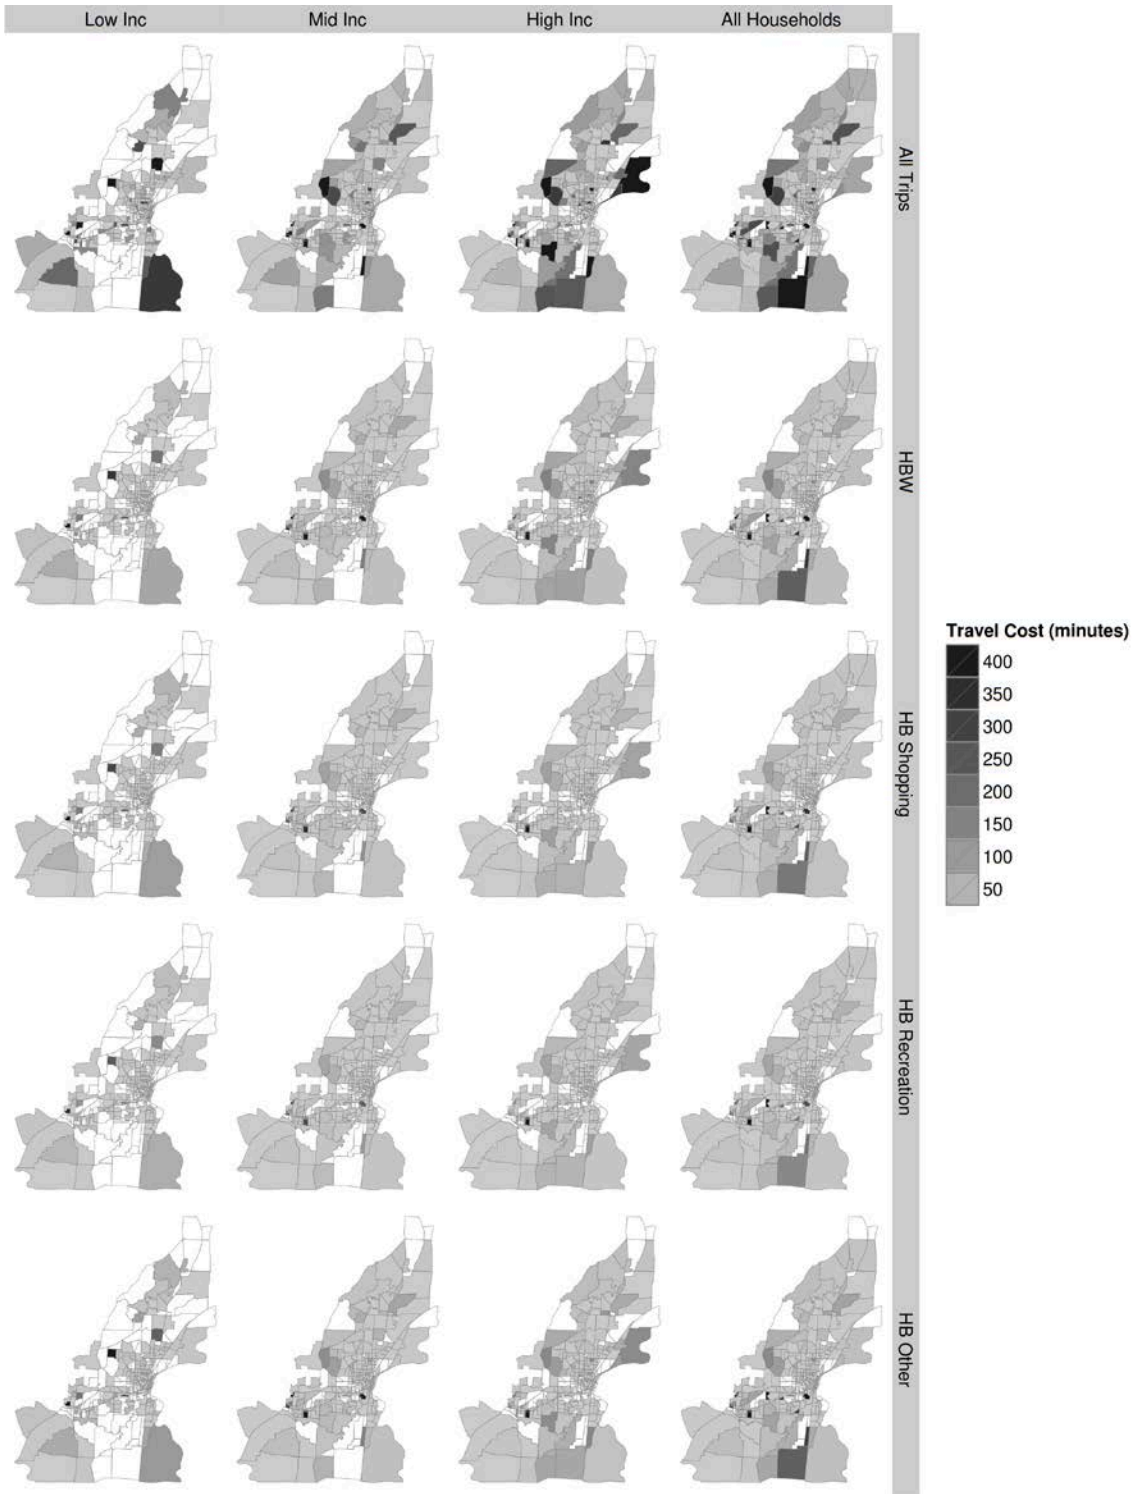 Low Inc
Mid Inc
High Inc
All Households
All Trips
HBW
HB Shopping
HB Recreation
HB Other
Travel Cost (minutes)
400
350
300
250
200
150
100
50